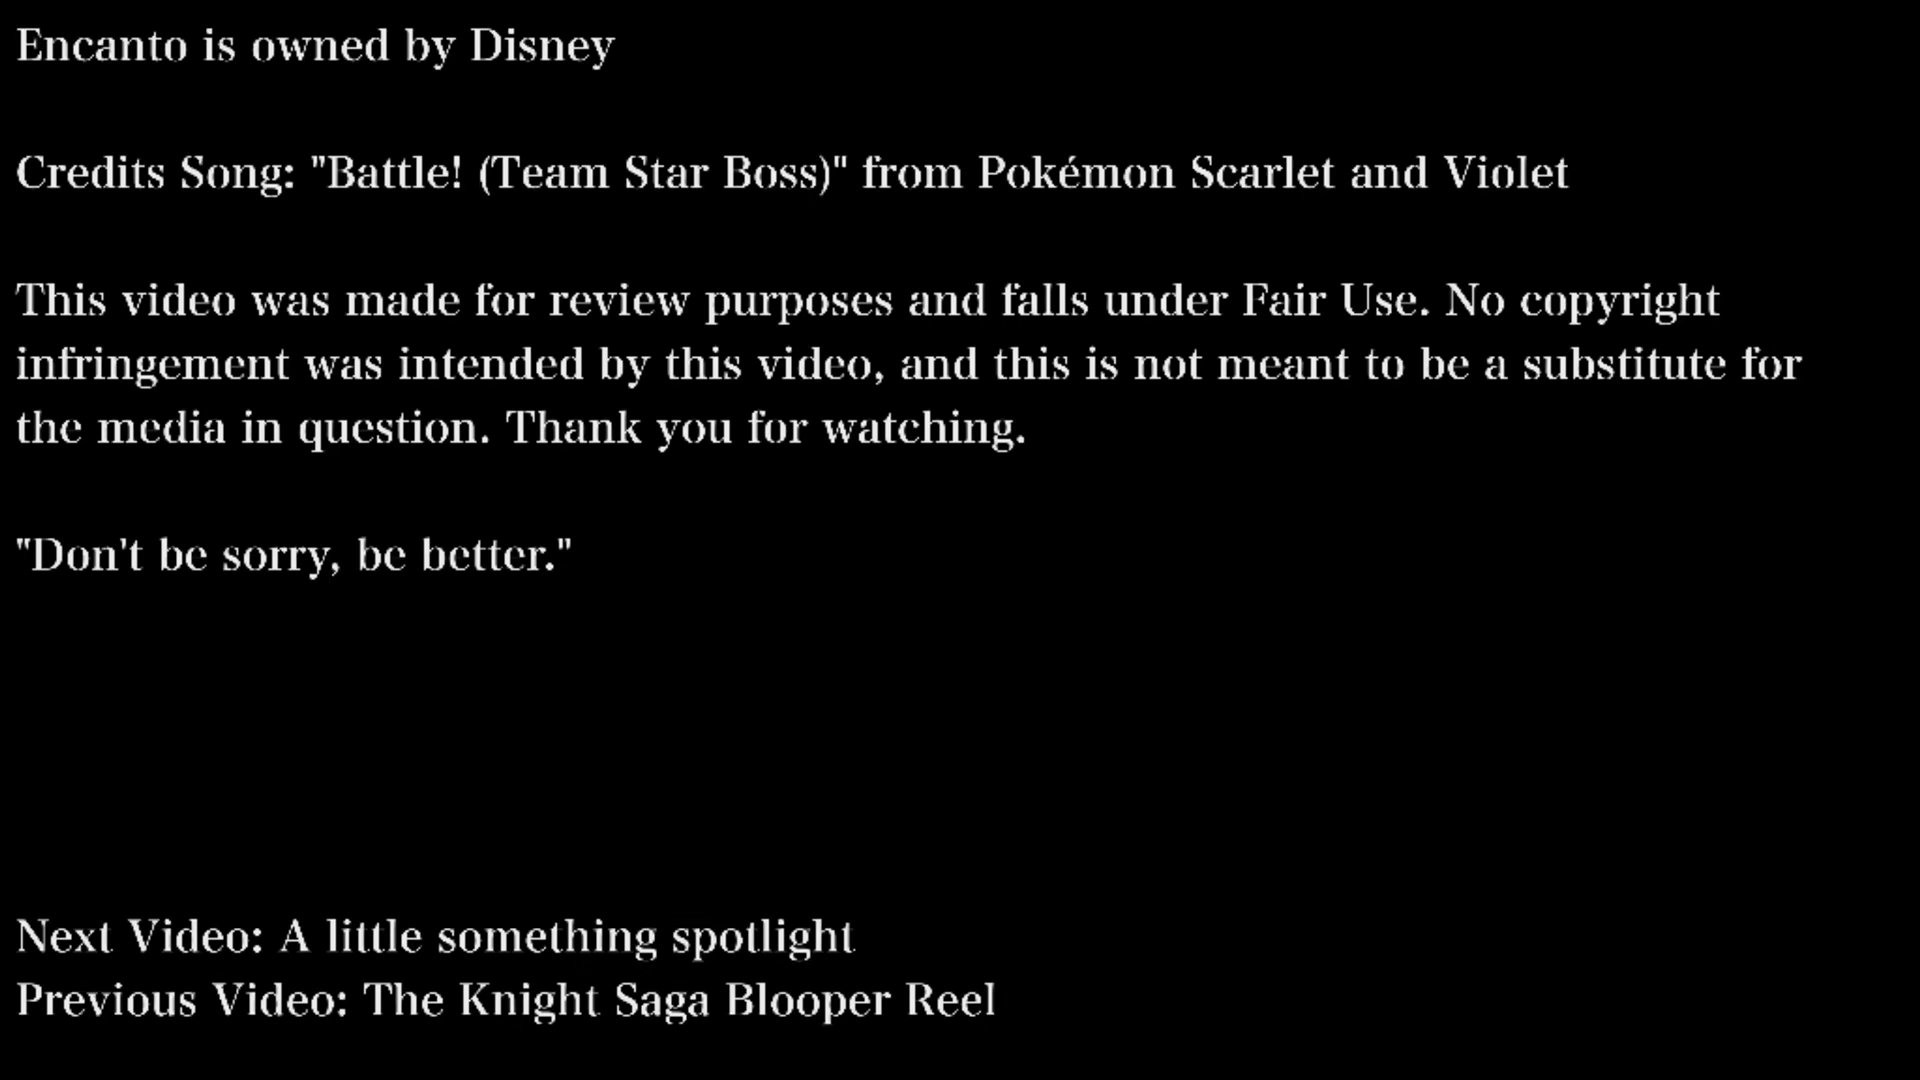 Encanto is owned by Disney
Credits Song: "Battle! (Team Star Boss)" from Pokémon Scarlet and Violet
This video was made for review purposes and falls under Fair Use. No copyright
infringement was intended by this video, and this is not meant to be a substitute for
the media in question. Thank you for watching.
"Don't be sorry, be better."
Next Video: A little something spotlight
Previous Video: The Knight Saga Blooper Reel